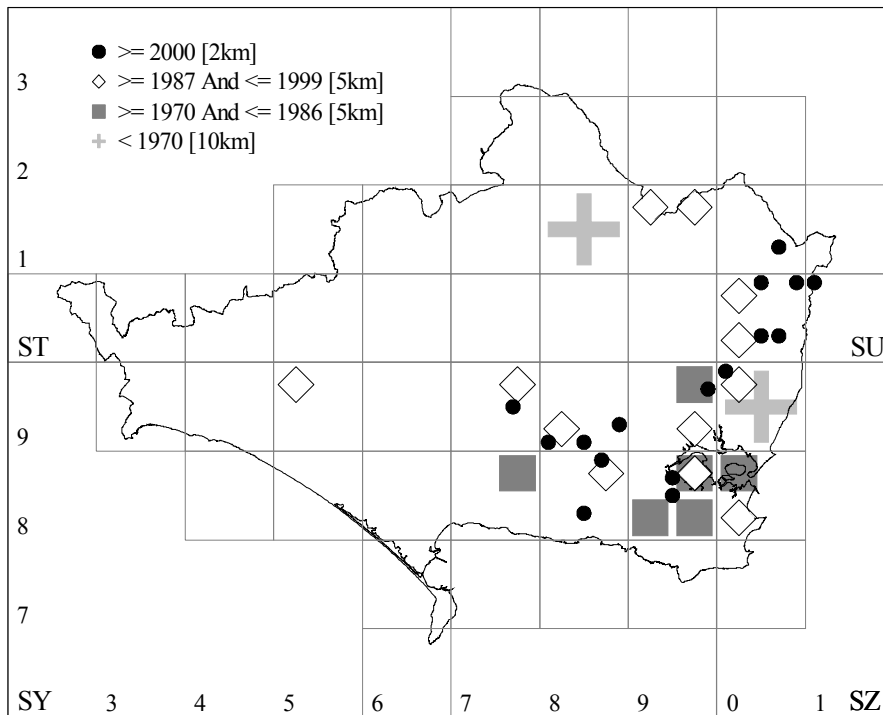 >= 2000 [2km]
>= 1987 And <= 1999 [5km]
>= 1970 And <= 1986 [5km]
< 1970 [10km]
3
2
1
ST SU
9
8
7
SY 3 4 5 6 7 8 9 0 1 SZ